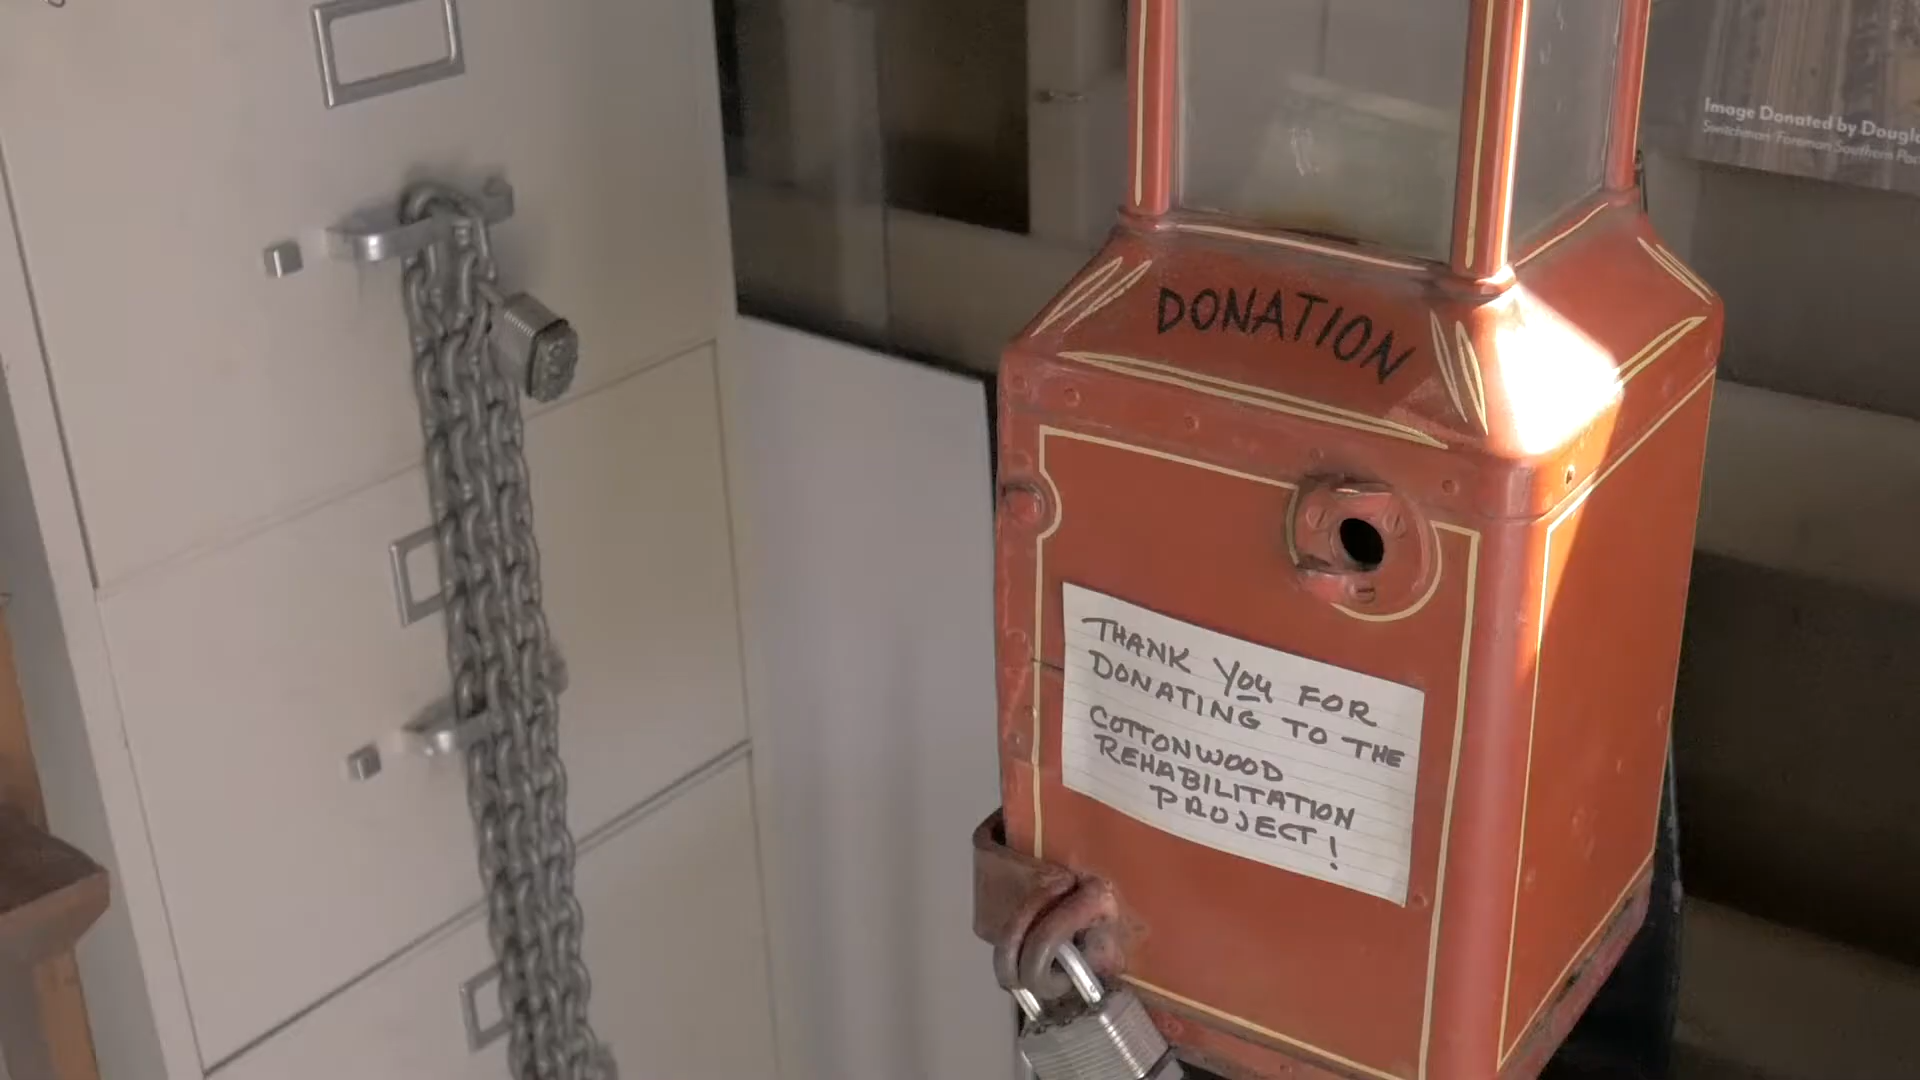 Image Donated by
DONATION
THANK YOU FOR
DONATING TO THE
COTTONWOOD
REHABILITATION
PROJECT!